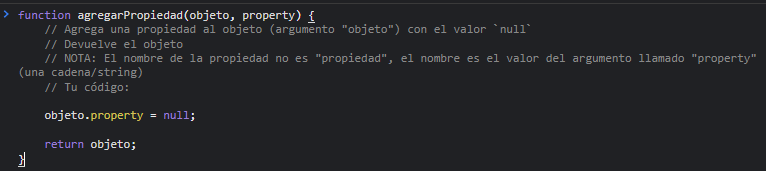 function agregarPropiedad(objeto, property) {
// Agrega una propiedad al objeto (argumento "objeto") con el valor `null`
// Devuelve el objeto
// NOTA: El nombre de la propiedad no es "propiedad", el nombre es el valor del argumento llamado "property"
(una cadena/string)
// Tu código:
objeto.property = null;
return objeto;
}